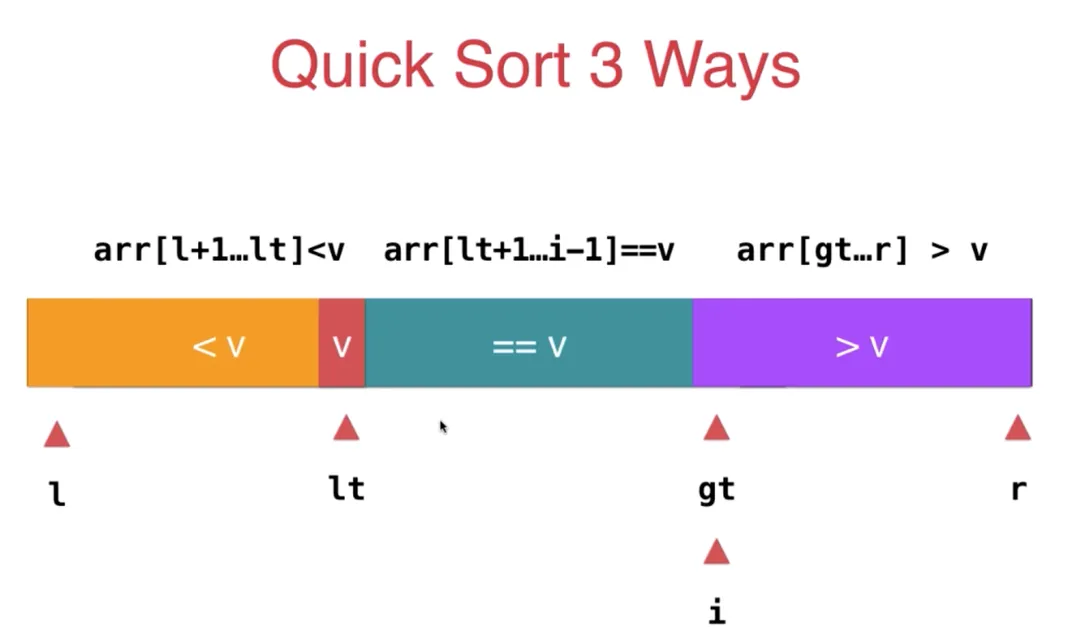 Quick Sort 3 Ways
arr[l+1…lt]<v arr[lt+1…i-1]==v arr[gt…r] > v
< v v == v > v
l lt gt r
i